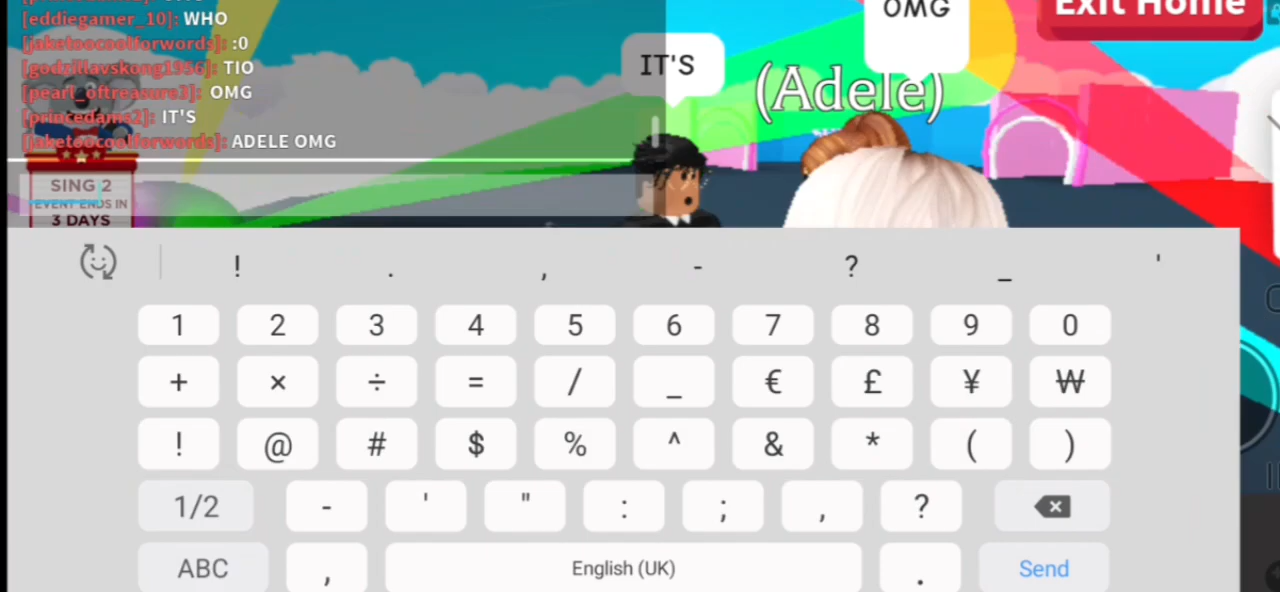 [eddiegamer_10]: WHO
[jaketoocoolforwords]: :0
[godzillavskong1956]: TIO
[pearl_oftreasure3]: OMG
[princedams2]: IT'S
[jaketoocoolforwords]: ADELE OMG
OMG
Exit Home
IT'S
(Adele)
SING 2
EVENT ENDS IN
3 DAYS
! . , - ? _ '
1 2 3 4 5 6 7 8 9 0
+ × ÷ = / _ € £ ¥ ₩
! @ # $ % ^ & * ( )
1/2 - ' " : ; , ?
ABC , English (UK) . Send